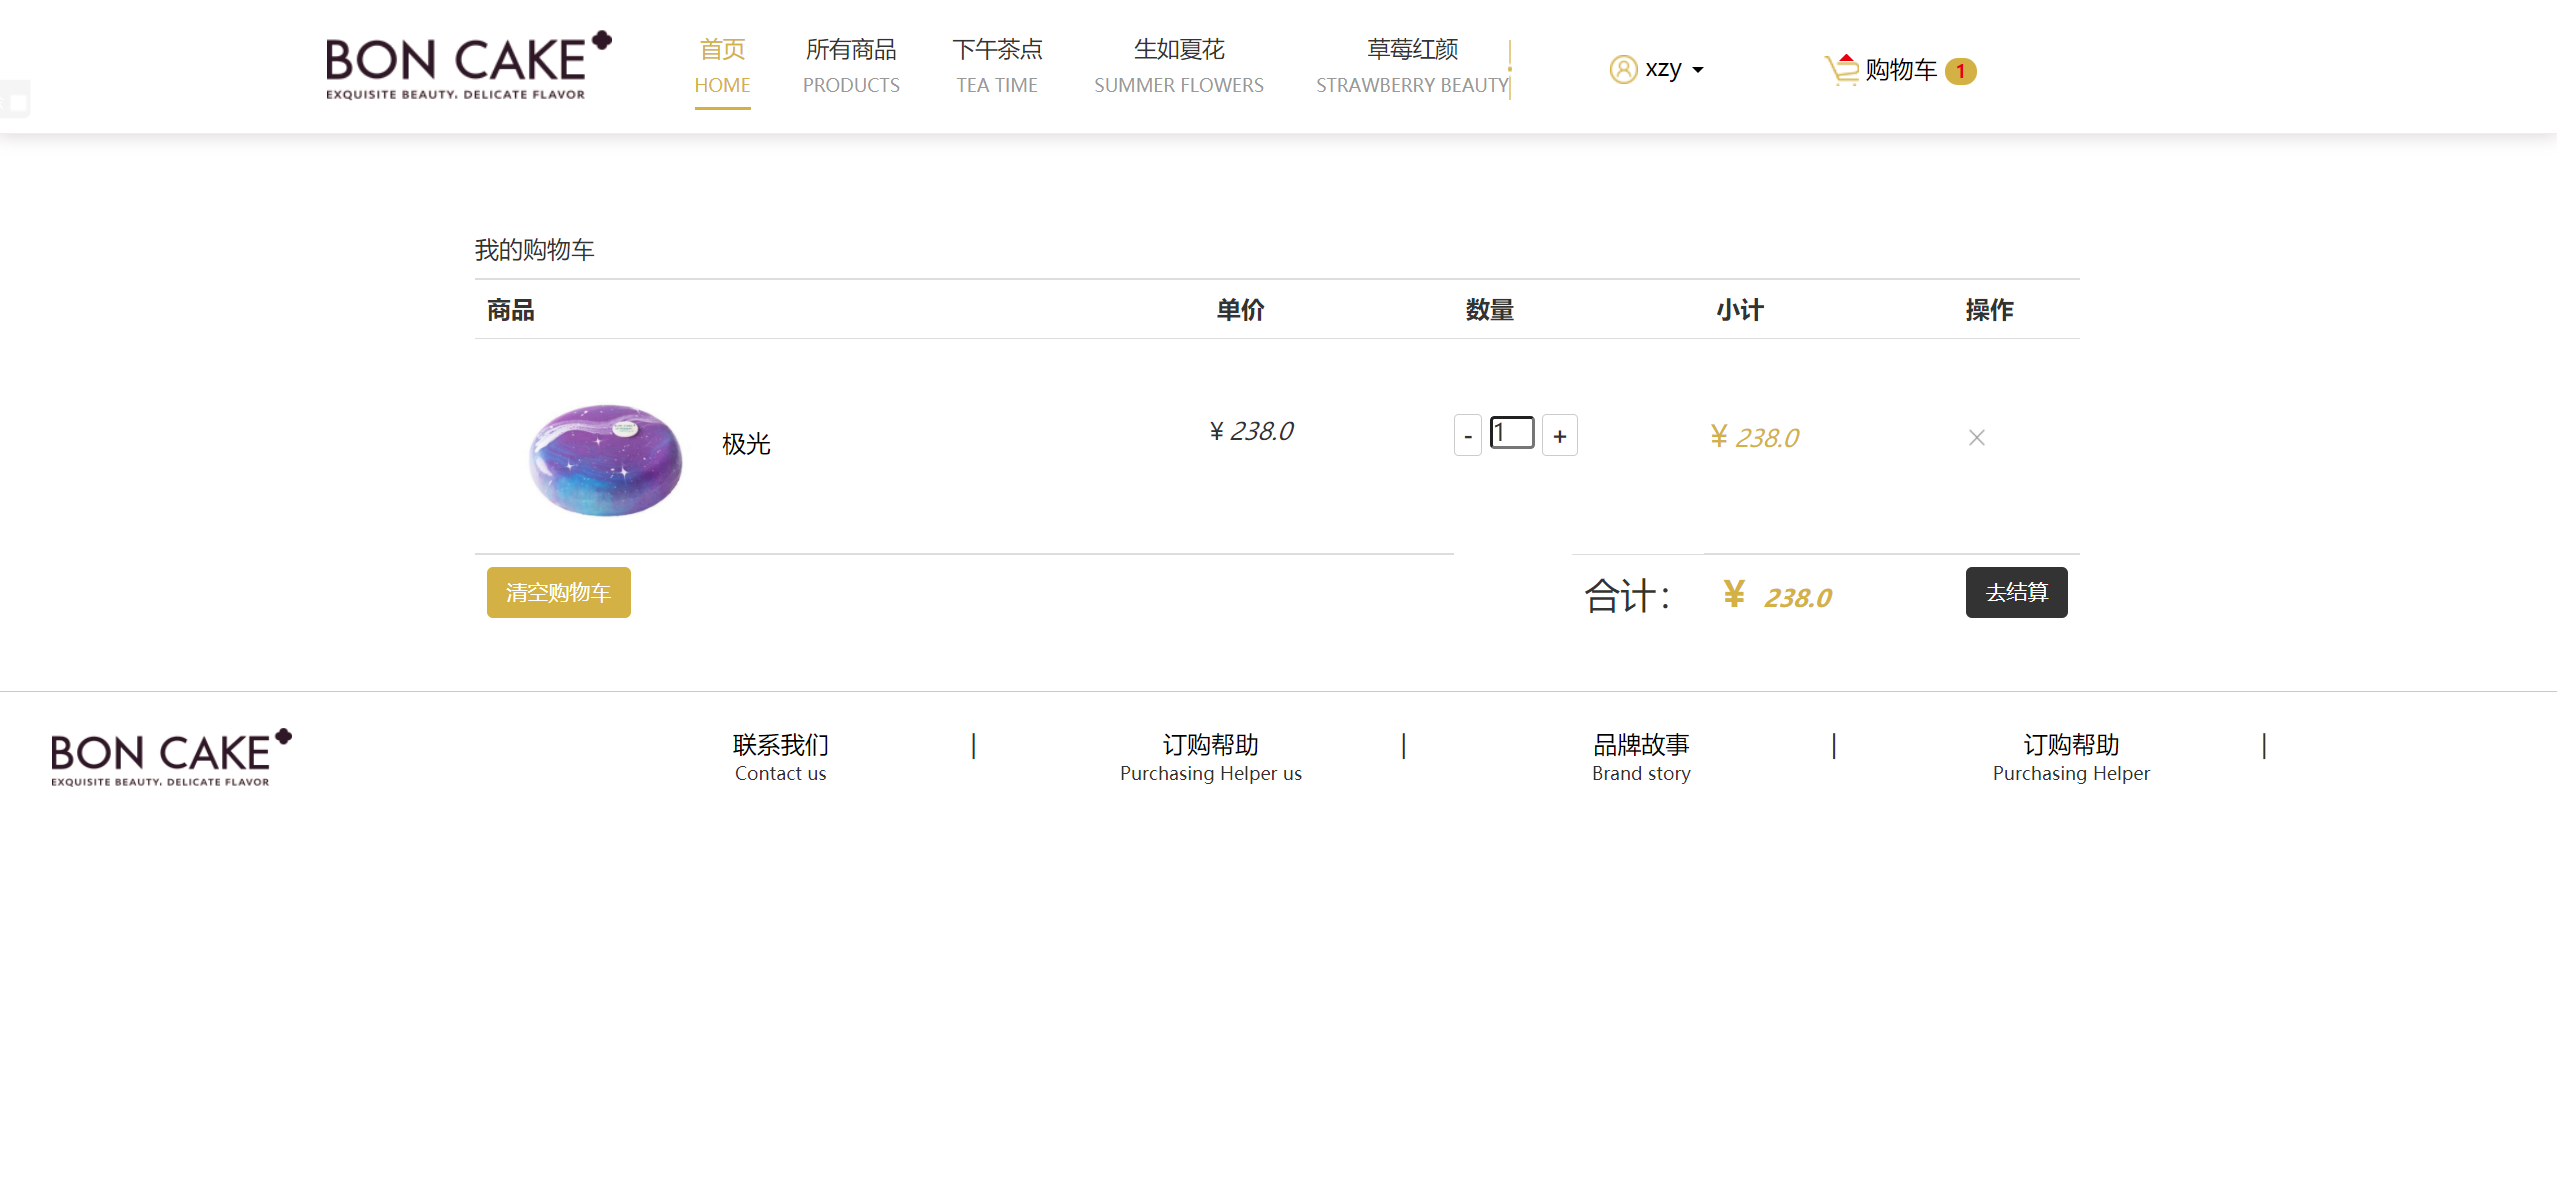 BON CAKE
EXQUISITE BEAUTY. DELICATE FLAVOR
首页 所有商品 下午茶点 生如夏花 草莓红颜
HOME PRODUCTS TEA TIME SUMMER FLOWERS STRAWBERRY BEAUTY
xzy 购物车 1
我的购物车
商品 单价 数量 小计 操作
极光 ¥ 238.0 - 1 + ¥ 238.0 ×
清空购物车 合计： ¥ 238.0 去结算
BON CAKE
EXQUISITE BEAUTY. DELICATE FLAVOR
联系我们 | 订购帮助 | 品牌故事 | 订购帮助 |
Contact us Purchasing Helper us Brand story Purchasing Helper